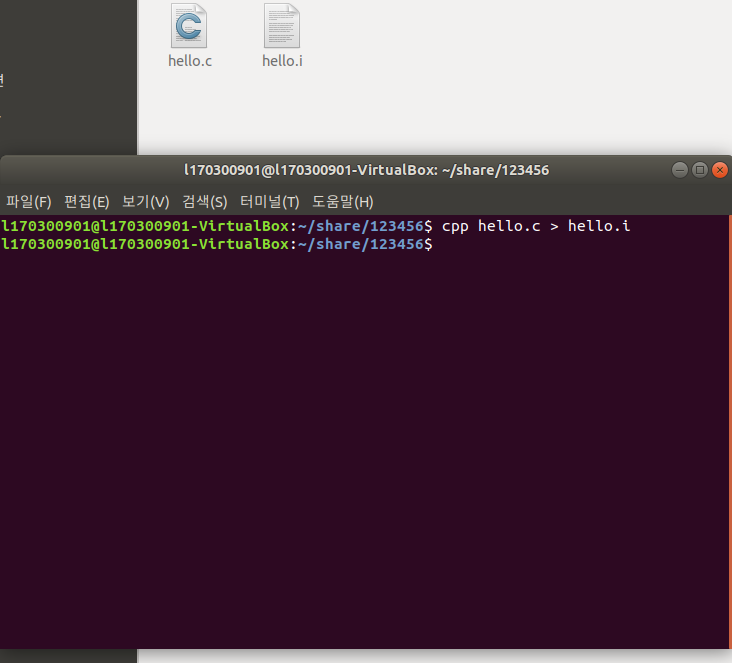 hello.c hello.i
l170300901@l170300901-VirtualBox: ~/share/123456
파일(F) 편집(E) 보기(V) 검색(S) 터미널(T) 도움말(H)
l170300901@l170300901-VirtualBox:~/share/123456$ cpp hello.c > hello.i
l170300901@l170300901-VirtualBox:~/share/123456$